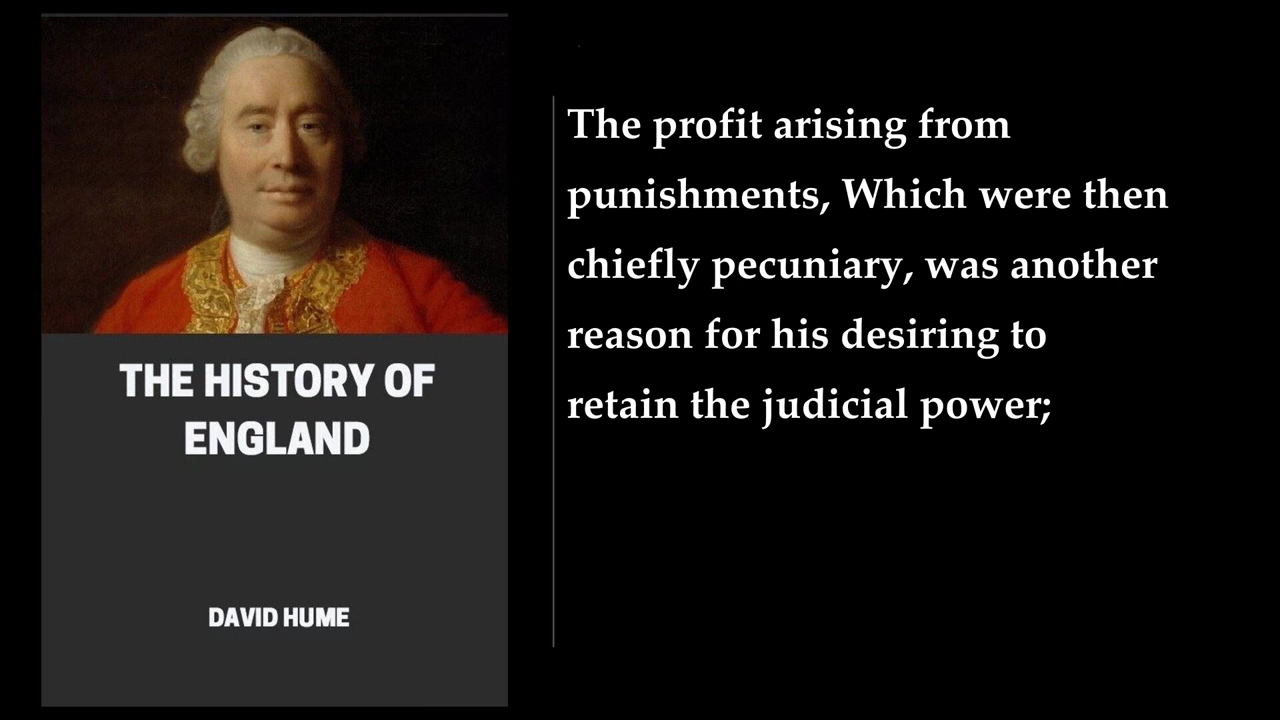 THE HISTORY OF
ENGLAND
DAVID HUME
The profit arising from
punishments, Which were then
chiefly pecuniary, was another
reason for his desiring to
retain the judicial power;